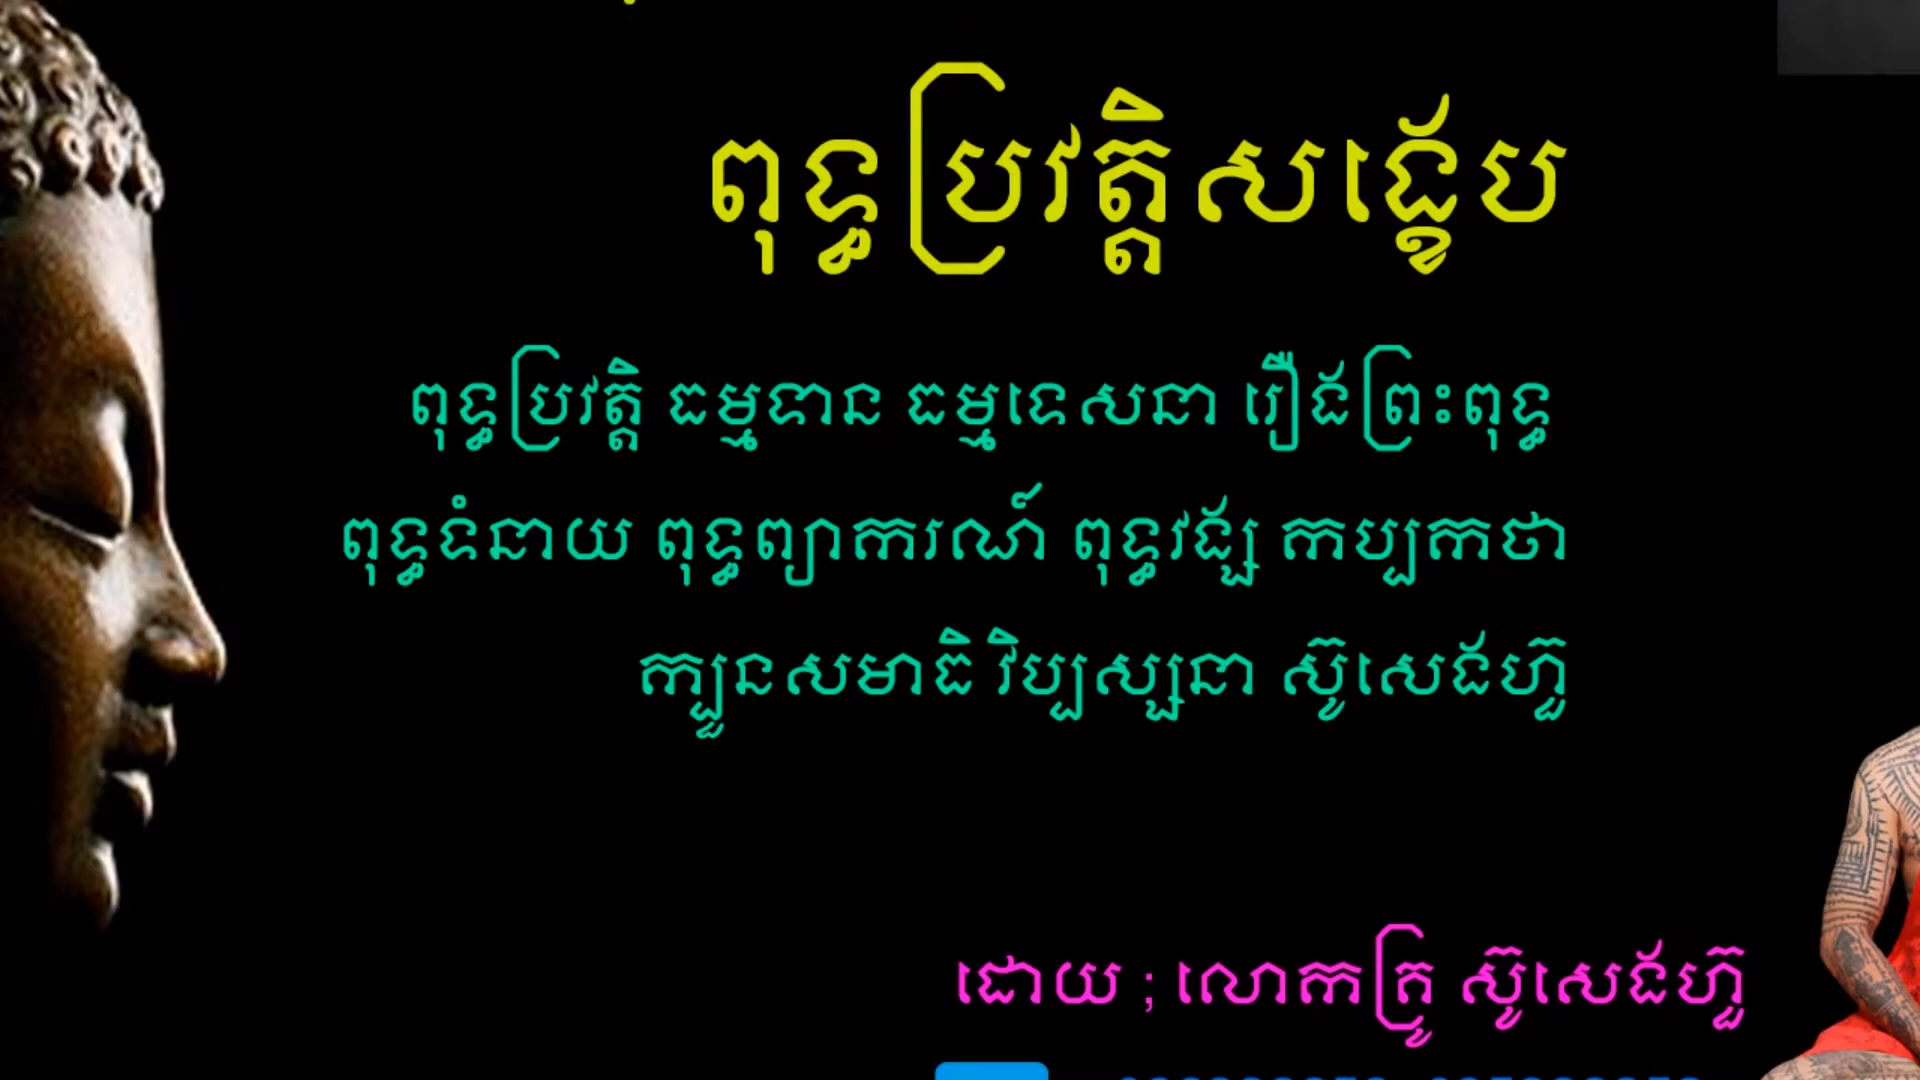 ពុទ្ធប្រវត្តិសង្ខេប
ពុទ្ធប្រវត្តិ ធម្មទាន ធម្មទេសនា រឿងព្រះពុទ្ធ
ពុទ្ធទំនាយ ពុទ្ធព្យាករណ៍ ពុទ្ធវង្ស កប្បកថា
ក្បួនសមាធិ វិប្បស្សនា ស៊ូសេងហ៊ួ
ដោយ ; លោកគ្រូ ស៊ូសេងហ៊ួ